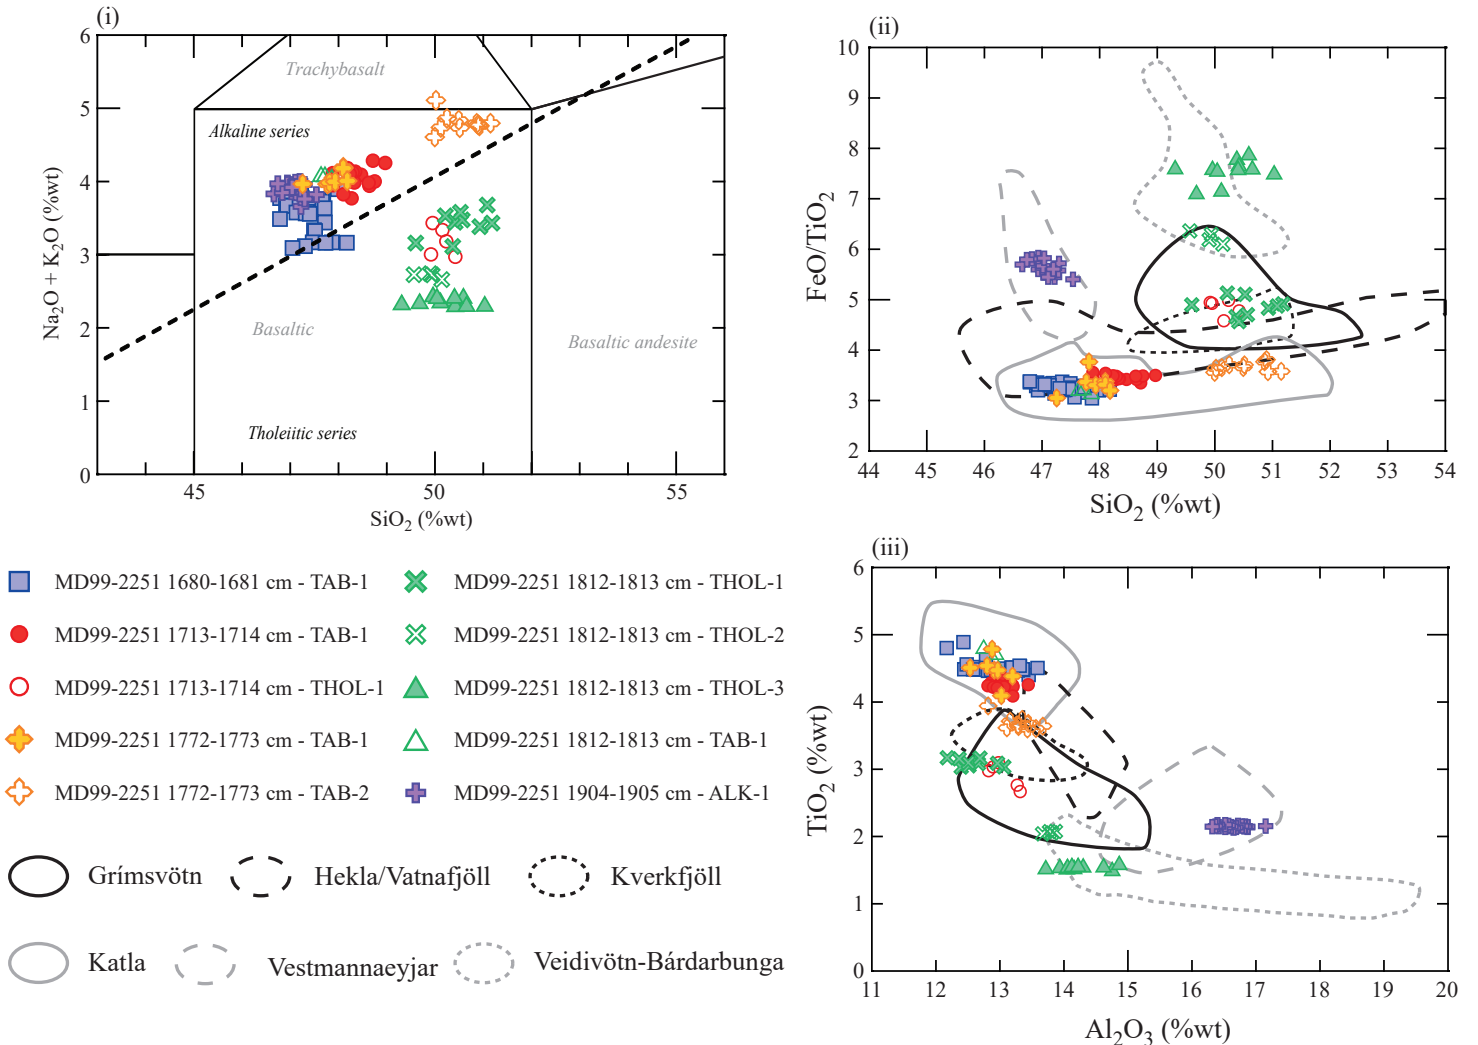 (i)
6
5
4
3
2
1
0
Na₂O + K₂O (%wt)
Trachybasalt
Alkaline series
Basaltic
Basaltic andesite
Tholeiitic series
45
50
55
SiO₂ (%wt)
(ii)
10
9
8
7
6
5
4
3
2
FeO/TiO₂
44
45
46
47
48
49
50
51
52
53
54
SiO₂ (%wt)
MD99-2251 1680-1681 cm - TAB-1
MD99-2251 1713-1714 cm - TAB-1
MD99-2251 1713-1714 cm - THOL-1
MD99-2251 1772-1773 cm - TAB-1
MD99-2251 1772-1773 cm - TAB-2
MD99-2251 1812-1813 cm - THOL-1
MD99-2251 1812-1813 cm - THOL-2
MD99-2251 1812-1813 cm - THOL-3
MD99-2251 1812-1813 cm - TAB-1
MD99-2251 1904-1905 cm - ALK-1
Grímsvötn
Hekla/Vatnafjöll
Kverkfjöll
Katla
Vestmannaeyjar
Veidivötn-Bárdarbunga
(iii)
6
5
4
3
2
1
0
TiO₂ (%wt)
11
12
13
14
15
16
17
18
19
20
Al₂O₃ (%wt)